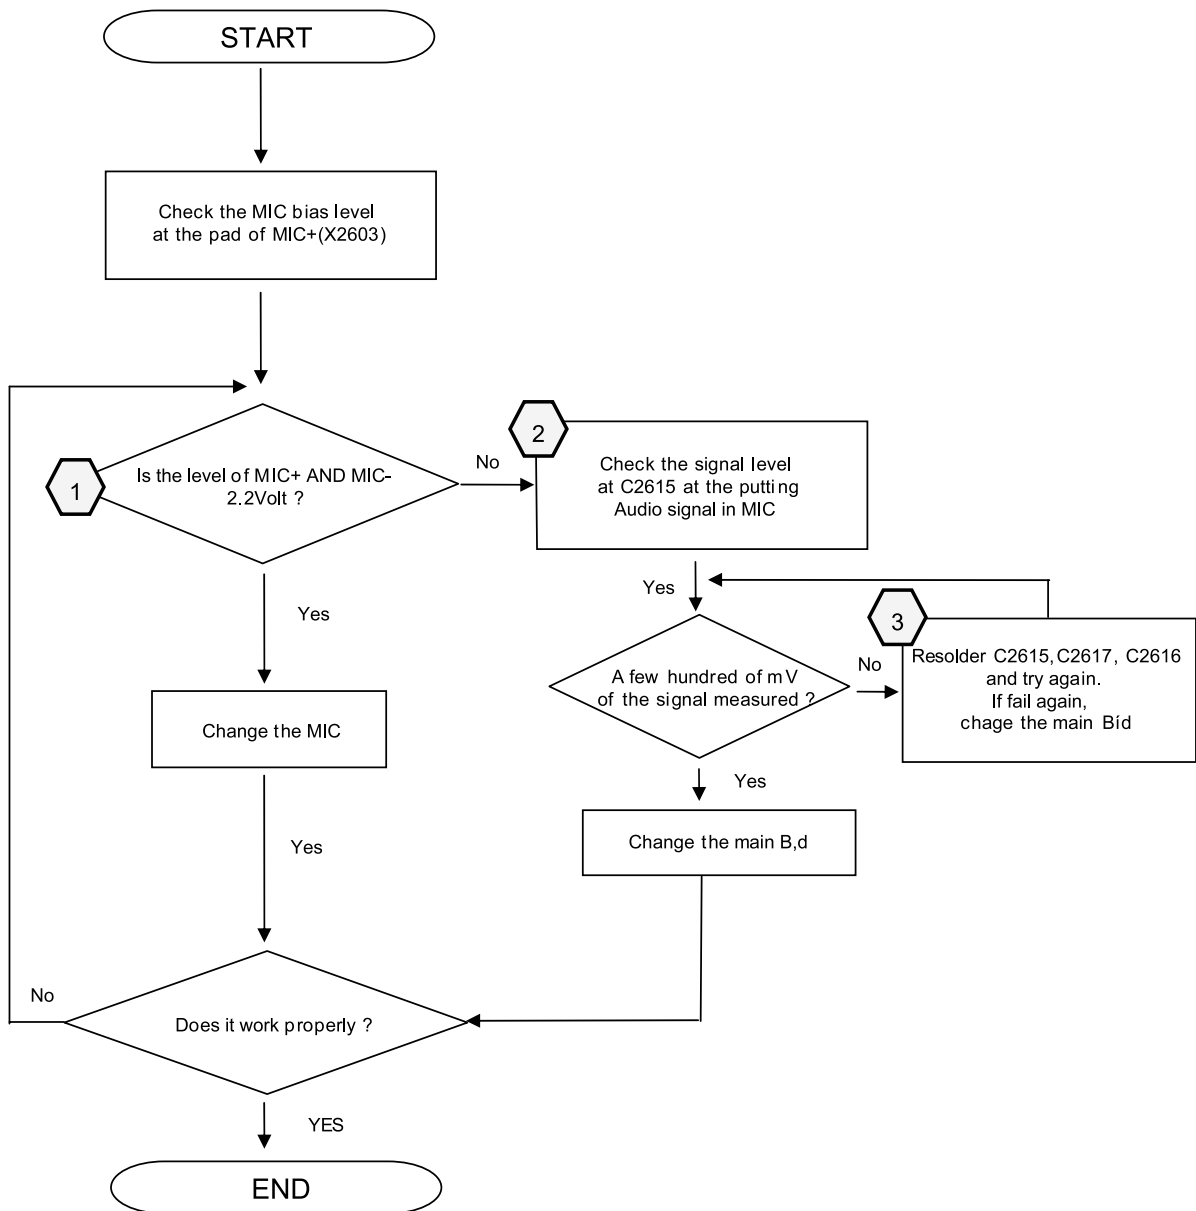 START
Check the MIC bias level
at the pad of MIC+(X2603)
1
Is the level of MIC+ AND MIC-
2.2Volt ?
No
2
Check the signal level
at C2615 at the putting
Audio signal in MIC
Yes
Yes
A few hundred of mV
of the signal measured ?
No
3
Resolder C2615, C2617, C2616
and try again.
If fail again,
chage the main Bíd
Change the MIC
Yes
Change the main B,d
Yes
No
Does it work properly ?
YES
END